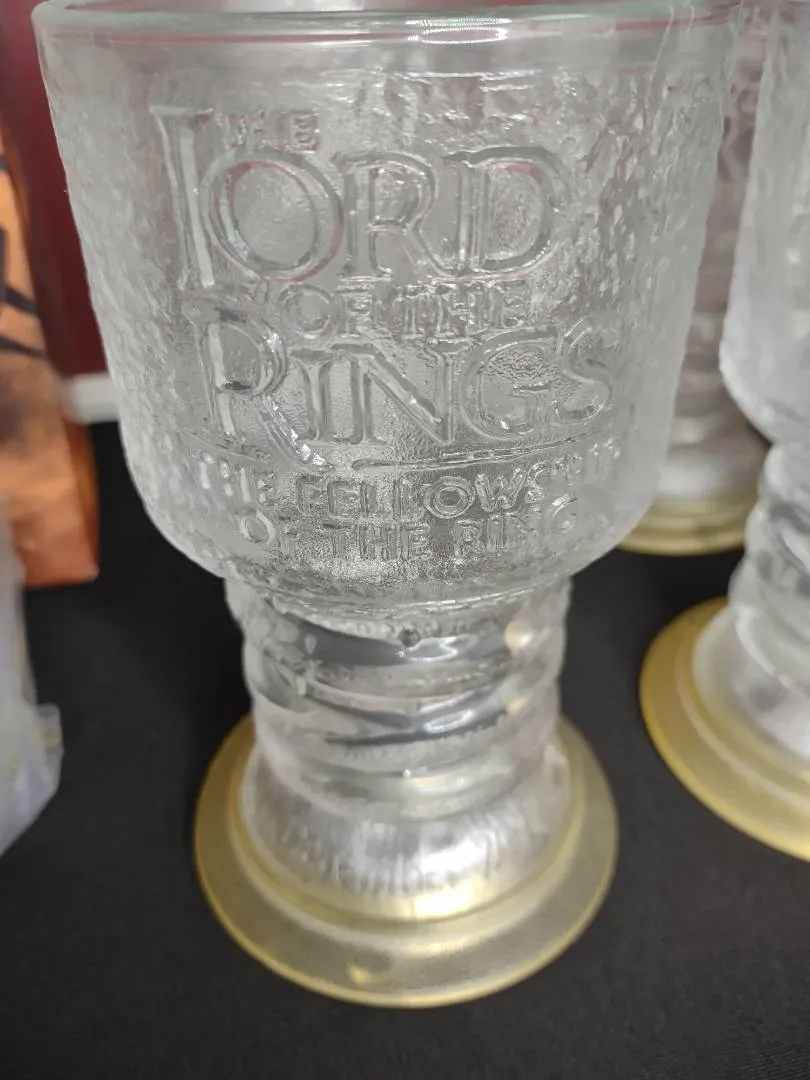 THE
LORD
OF THE
RINGS
THE FELLOWSHIP
OF THE RING